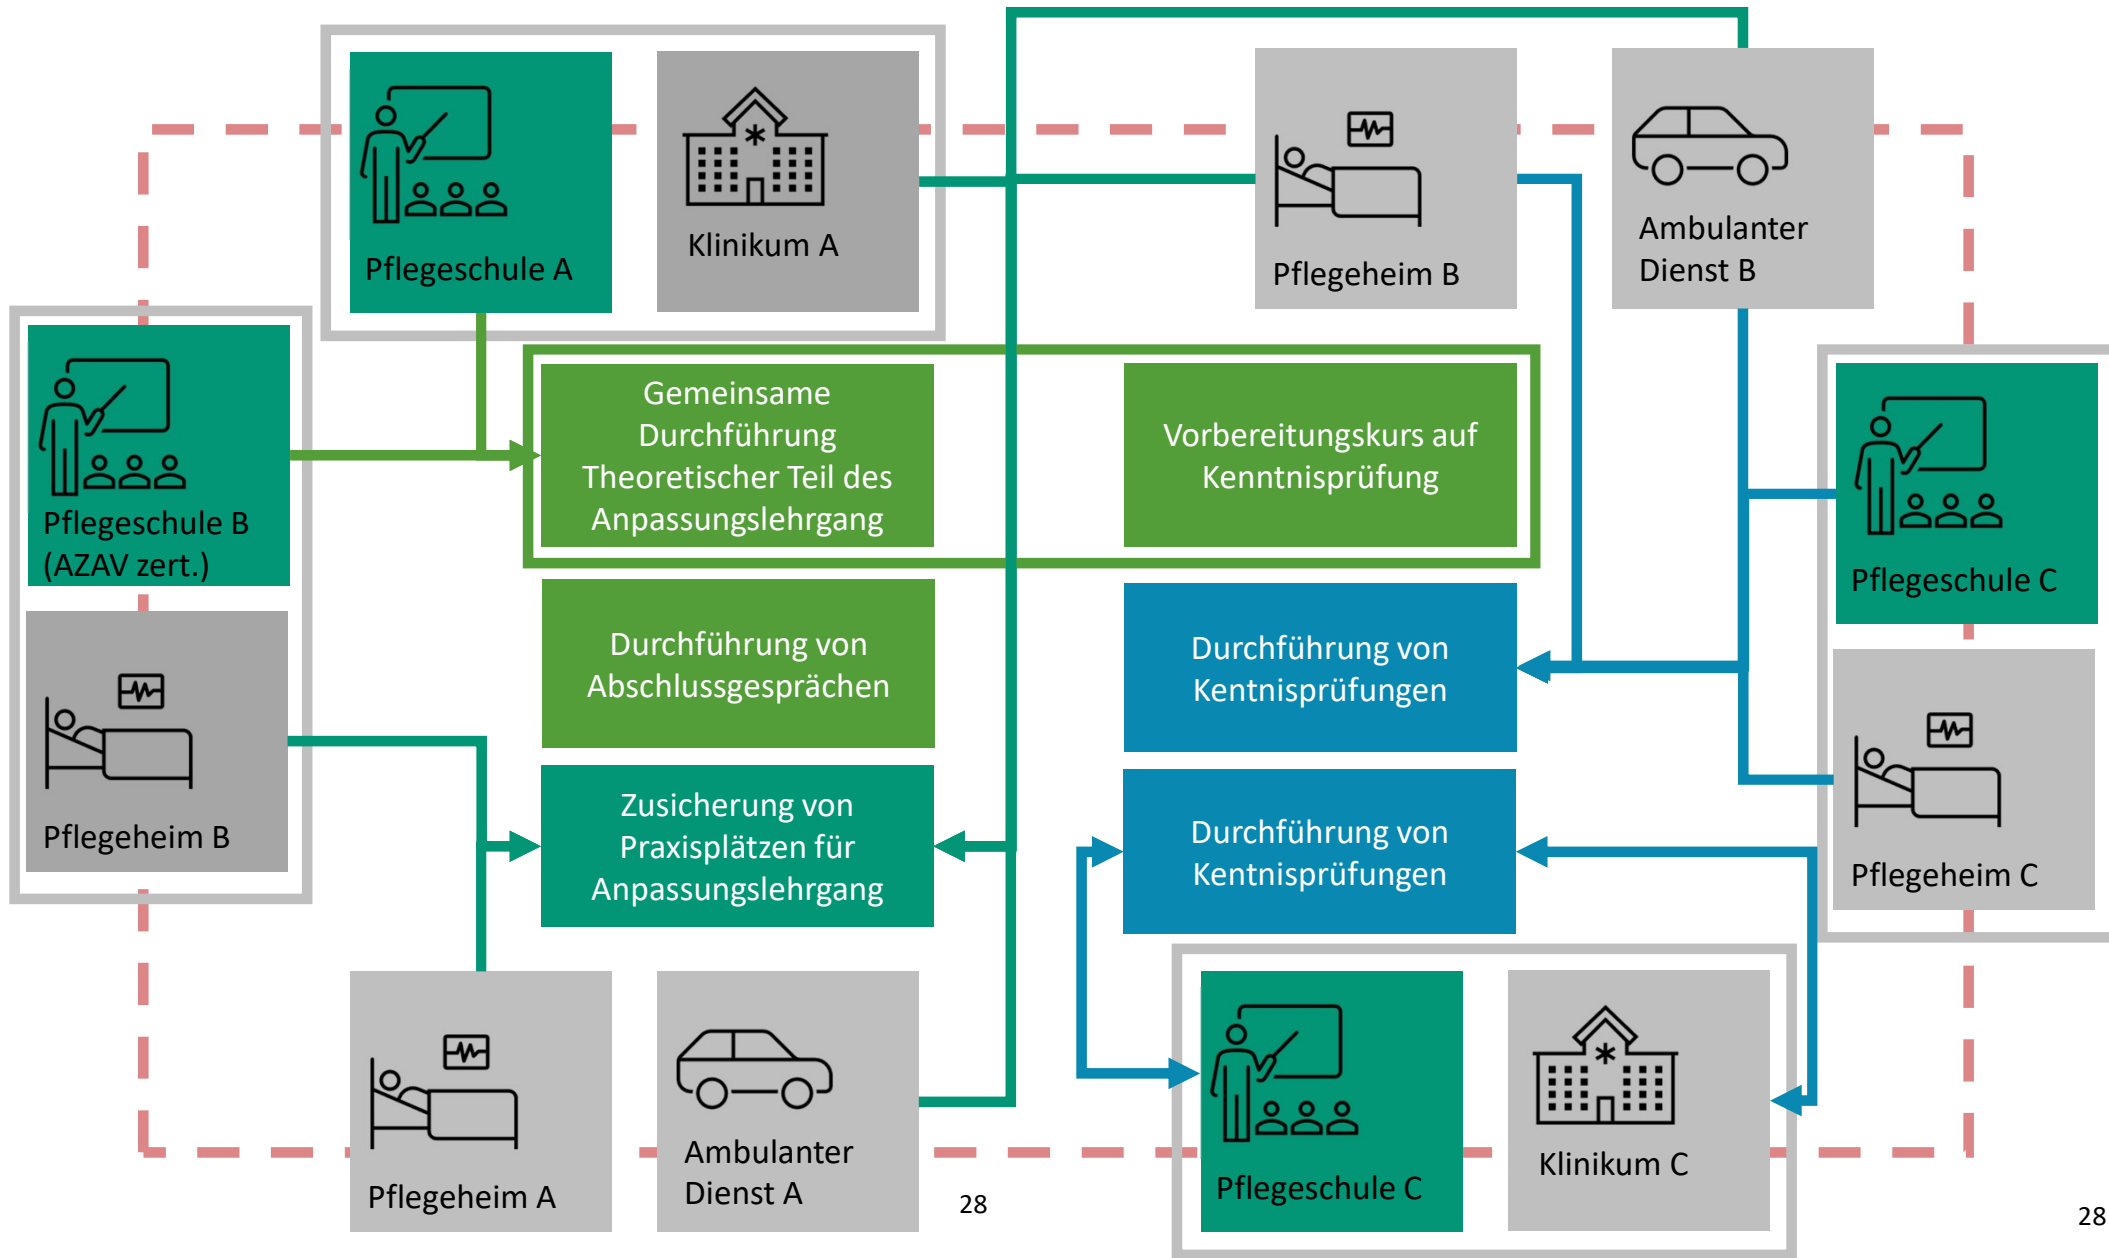 Pflegeschule A
Klinikum A
Pflegeheim B
Ambulanter
Dienst B
Pflegeschule B
(AZAV zert.)
Gemeinsame
Durchführung
Theoretischer Teil des
Anpassungslehrgang
Vorbereitungskurs auf
Kenntnisprüfung
Pflegeschule C
Durchführung von
Abschlussgesprächen
Durchführung von
Kentnisprüfungen
Pflegeheim B
Zusicherung von
Praxisplätzen für
Anpassungslehrgang
Durchführung von
Kentnisprüfungen
Pflegeheim C
Pflegeheim A
Ambulanter
Dienst A
Pflegeschule C
Klinikum C
28
28